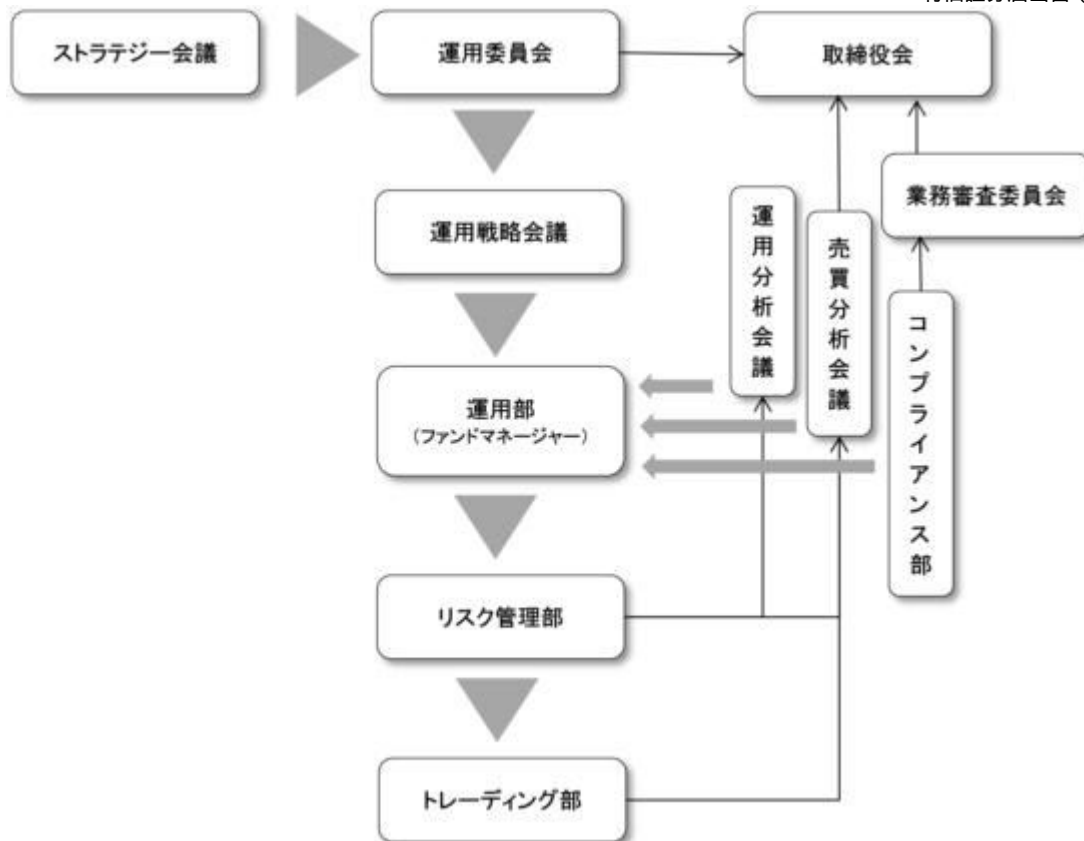 ストラテジー会議
運用委員会
取締役会
業務審査委員会
運用戦略会議
運用分析会議
売買分析会議
コンプライアンス部
運用部
（ファンドマネージャー）
リスク管理部
トレーディング部